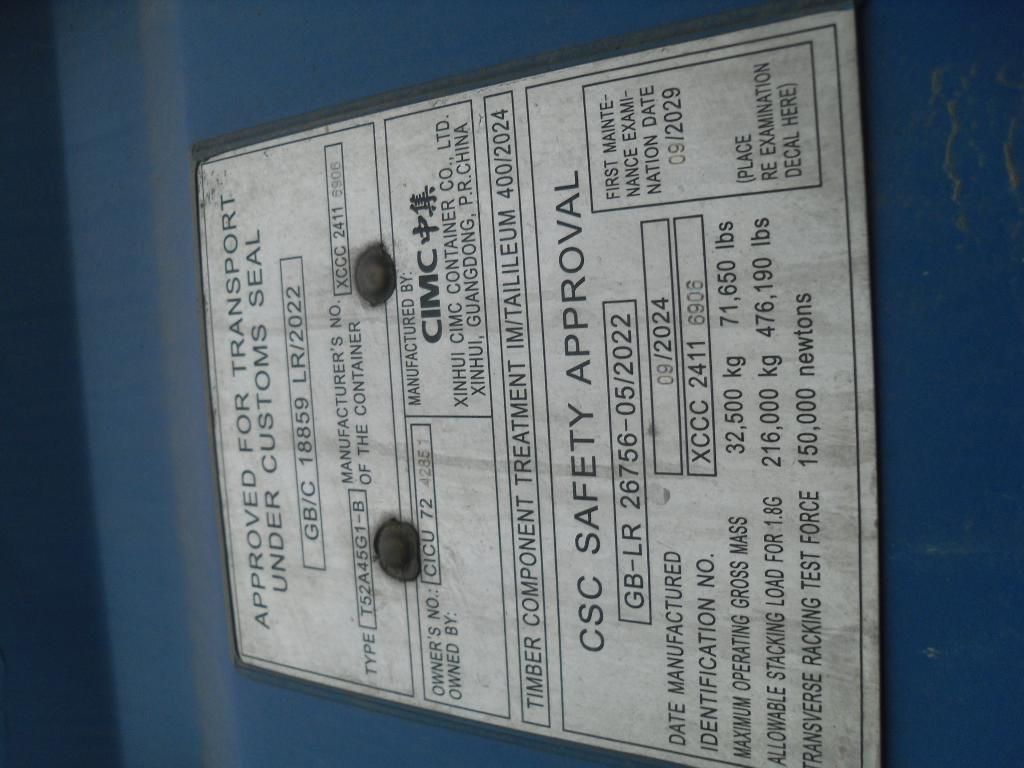 APPROVED FOR TRANSPORT
UNDER CUSTOMS SEAL
GB/C 18859 LR/2022
TYPE T52A45G1-B MANUFACTURER'S NO. OF THE CONTAINER XCCC 2411 6906
OWNER'S NO.: CICU 72 4285 1
OWNED BY:
MANUFACTURED BY:
CIMC 中集
XINHUI CIMC CONTAINER CO., LTD.
XINHUI, GUANGDONG, P.R.CHINA
TIMBER COMPONENT TREATMENT IM/TAILILEUM 400/2024
CSC SAFETY APPROVAL
GB-LR 26756-05/2022
DATE MANUFACTURED 09/2024
IDENTIFICATION NO. XCCC 2411 6906
MAXIMUM OPERATING GROSS MASS 32,500 kg 71,650 lbs
ALLOWABLE STACKING LOAD FOR 1.8G 216,000 kg 476,190 lbs
TRANSVERSE RACKING TEST FORCE 150,000 newtons
FIRST MAINTE-
NANCE EXAMI-
NATION DATE
09/2029
(PLACE
RE EXAMINATION
DECAL HERE)